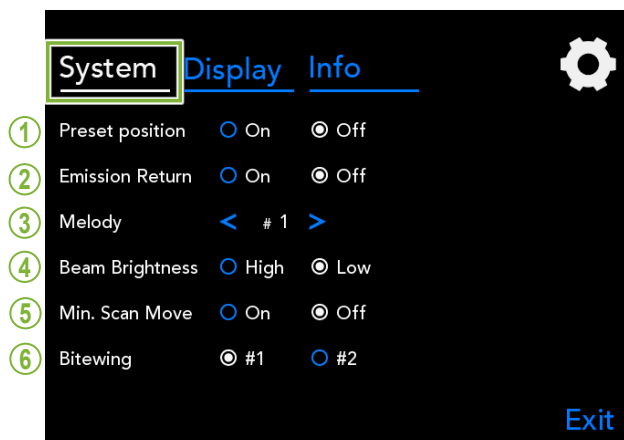 System Display Info
① Preset position On Off
② Emission Return On Off
③ Melody < # 1 >
④ Beam Brightness High Low
⑤ Min. Scan Move On Off
⑥ Bitewing #1 #2
Exit